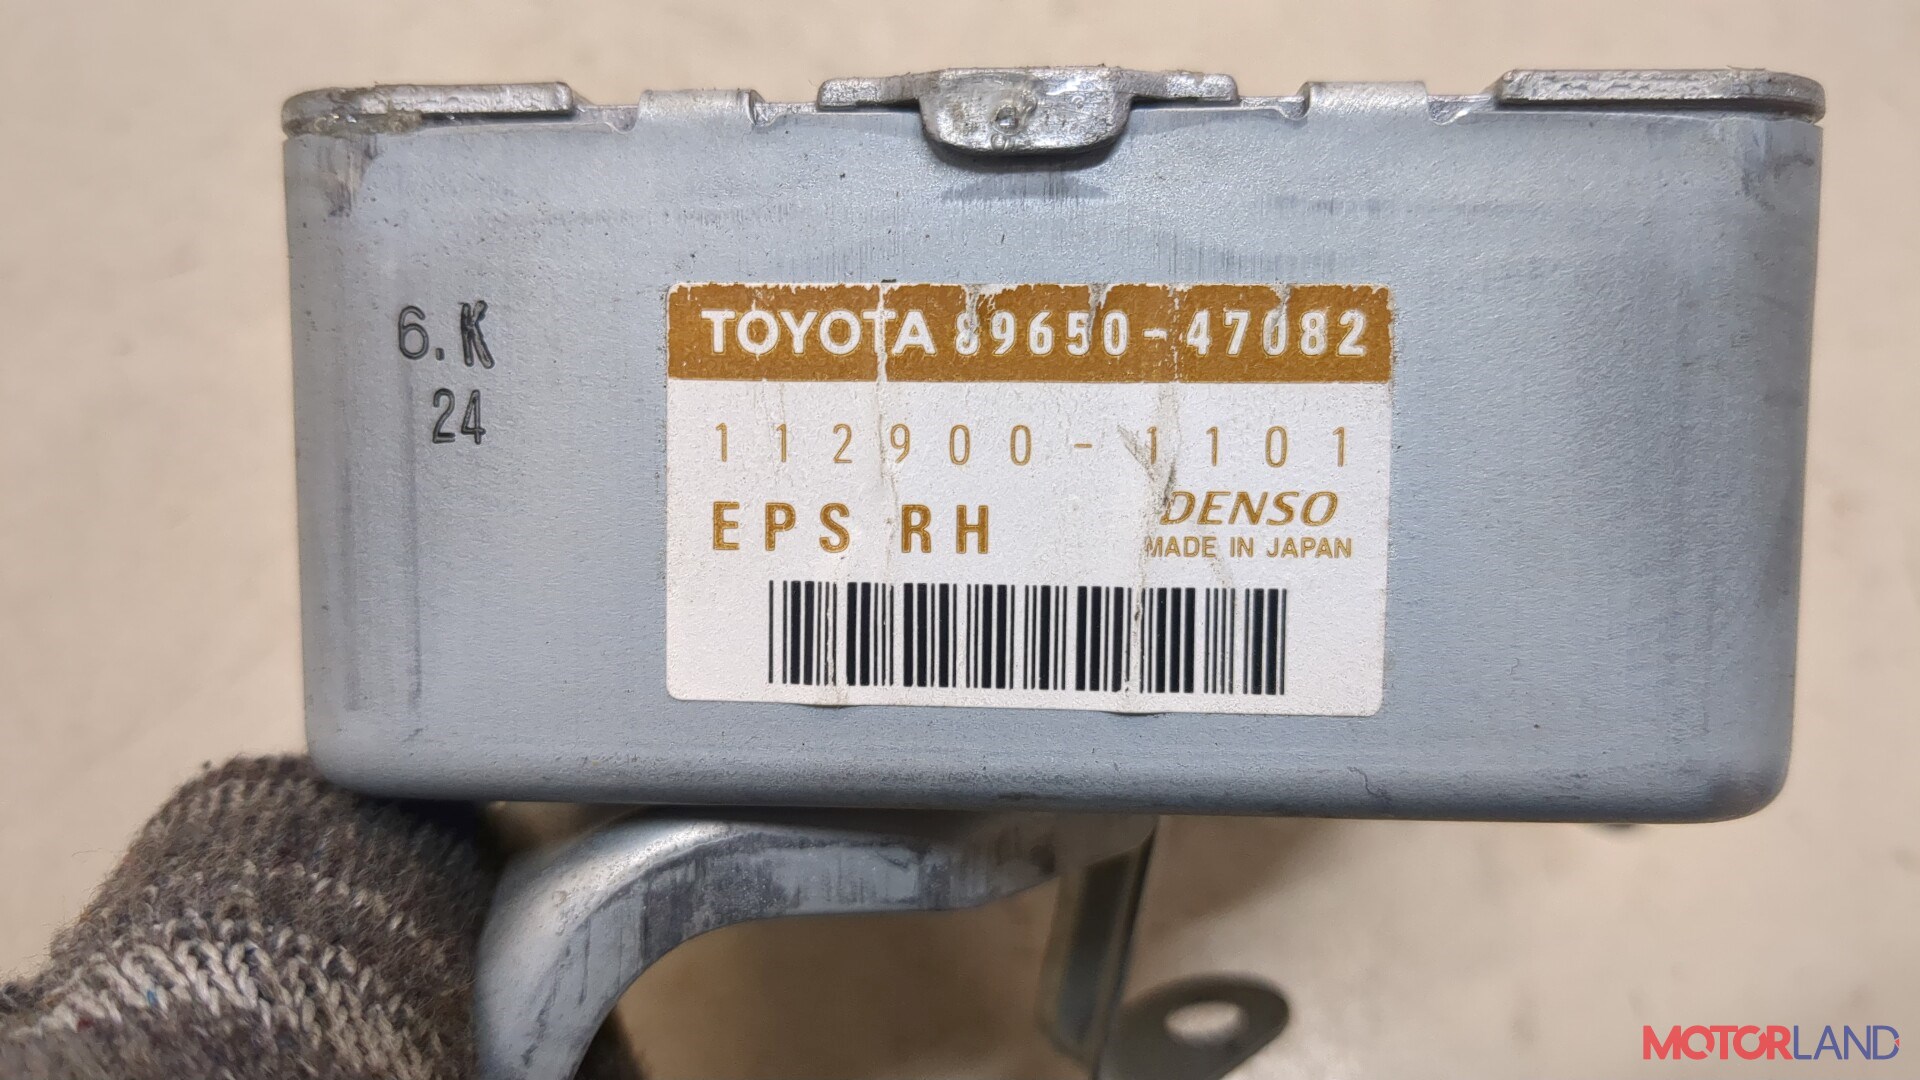 6.K
24
TOYOTA 89650-47082
112900-1101
EPS RH
DENSO
MADE IN JAPAN
MOTORLAND